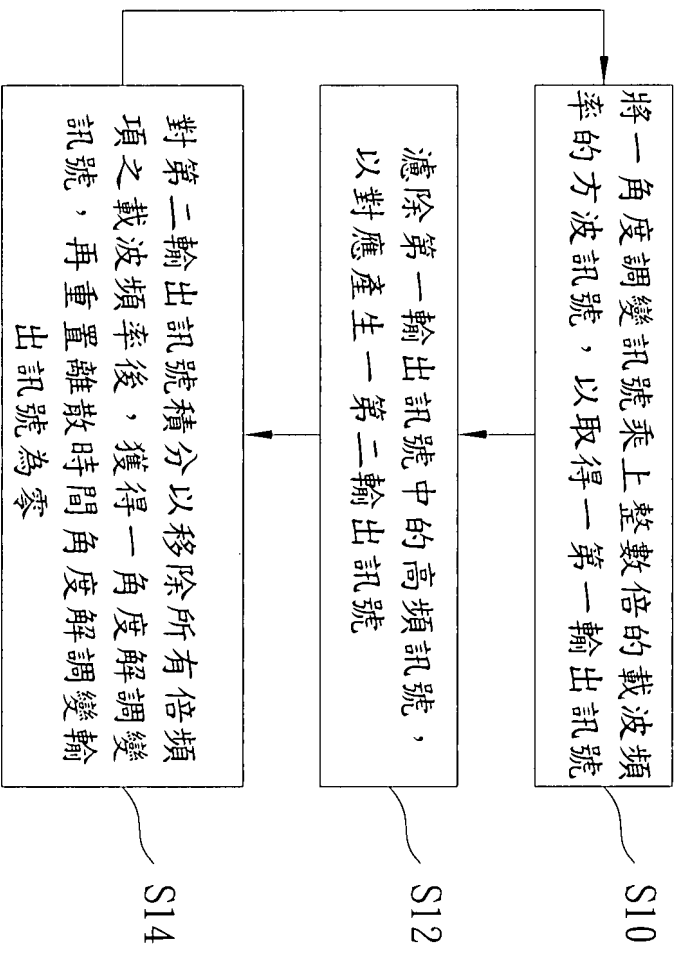 將一角度調變訊號乘上整數倍的載波頻
率的方波訊號，以取得一第一輸出訊號
S10
濾除第一輸出訊號中的高頻訊號，
以對應產生一第二輸出訊號
S12
對第二輸出訊號積分以移除所有倍頻
項之載波頻率後，獲得一角度解調變
訊號，再重置離散時間角度解調變輸
出訊號為零
S14